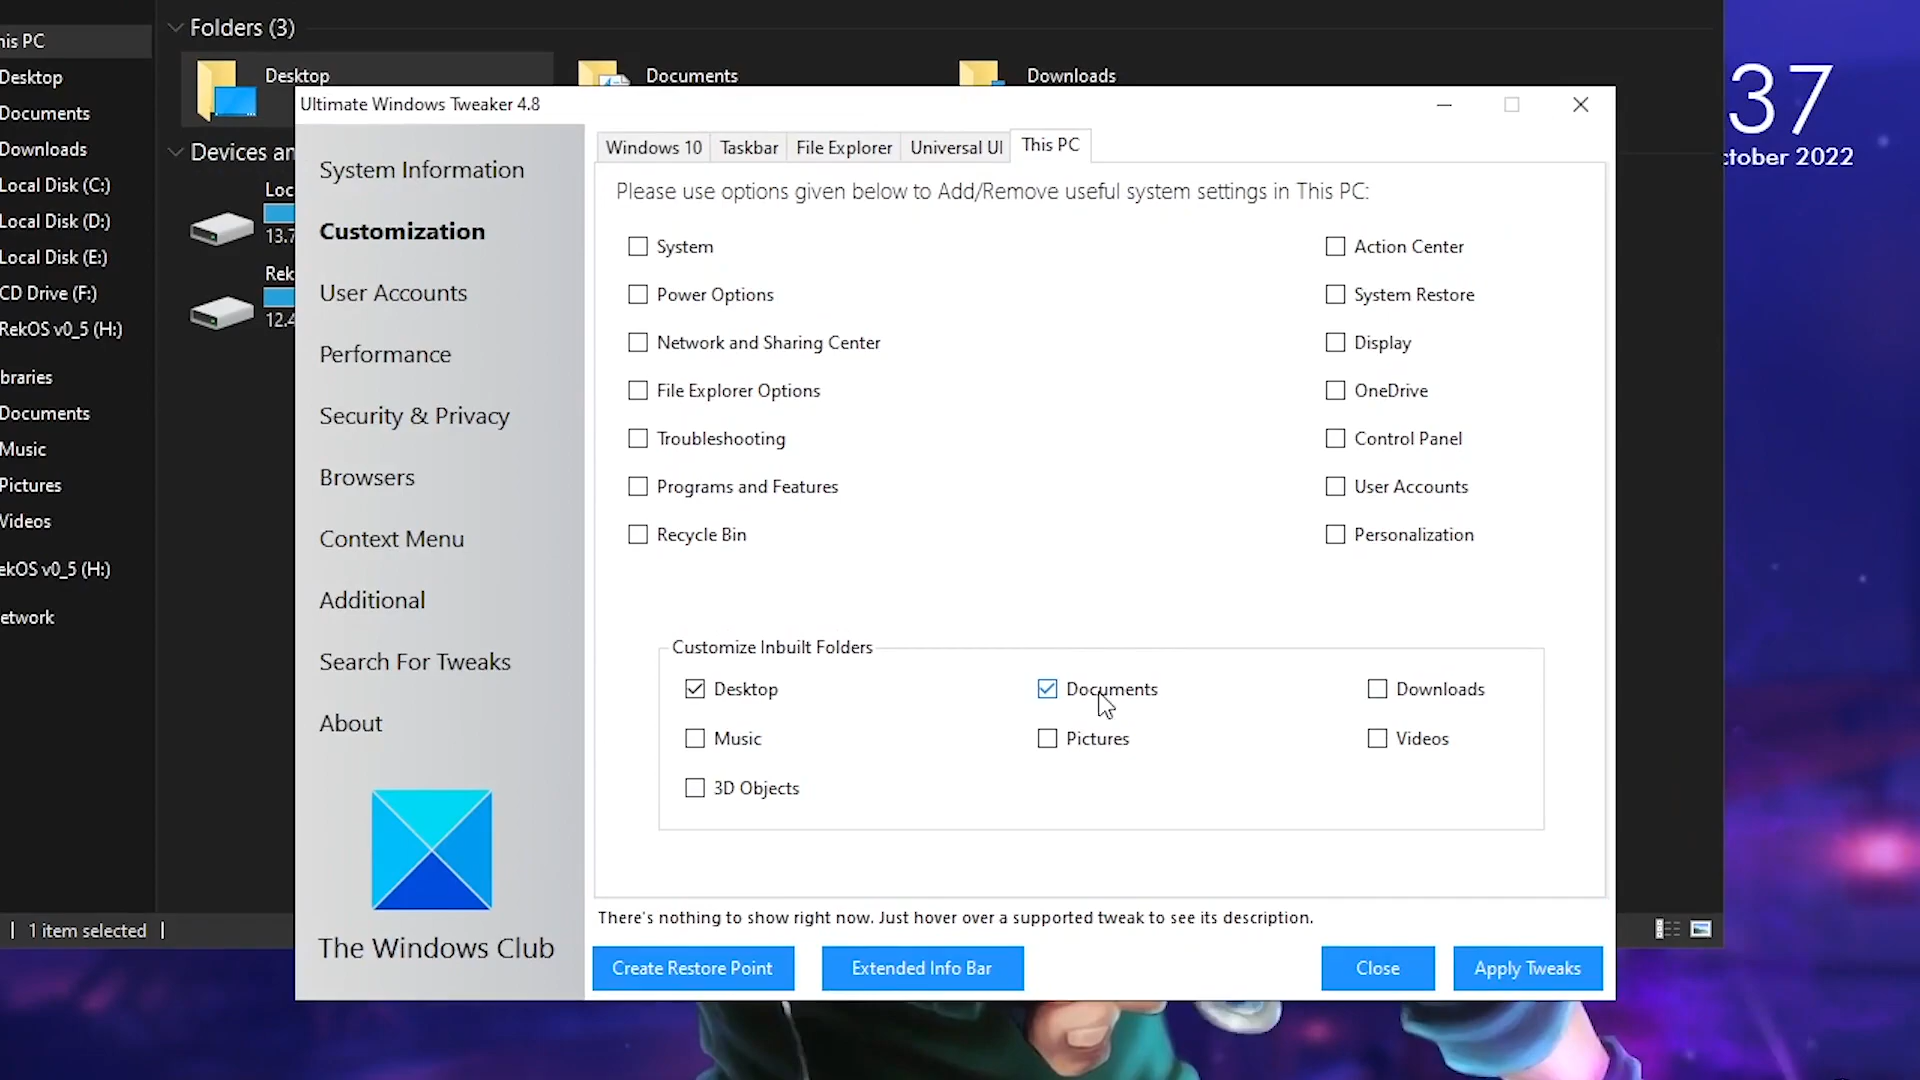 Folders (3)
his PC
Desktop
Documents
Downloads
Local Disk (C:)
Local Disk (D:)
Local Disk (E:)
CD Drive (F:)
RekOS v0_5 (H:)
braries
Documents
Music
Pictures
Videos
ekOS v0_5 (H:)
etwork
1 item selected
Desktop
Documents
Downloads
Devices an
Loc
13.7
Rek
12.4
37
ctober 2022
Ultimate Windows Tweaker 4.8
System Information
Customization
User Accounts
Performance
Security & Privacy
Browsers
Context Menu
Additional
Search For Tweaks
About
The Windows Club
Windows 10 Taskbar File Explorer Universal UI This PC
Please use options given below to Add/Remove useful system settings in This PC:
System
Power Options
Network and Sharing Center
File Explorer Options
Troubleshooting
Programs and Features
Recycle Bin
Action Center
System Restore
Display
OneDrive
Control Panel
User Accounts
Personalization
Customize Inbuilt Folders
Desktop Documents Downloads
Music Pictures Videos
3D Objects
There's nothing to show right now. Just hover over a supported tweak to see its description.
Create Restore Point Extended Info Bar Close Apply Tweaks